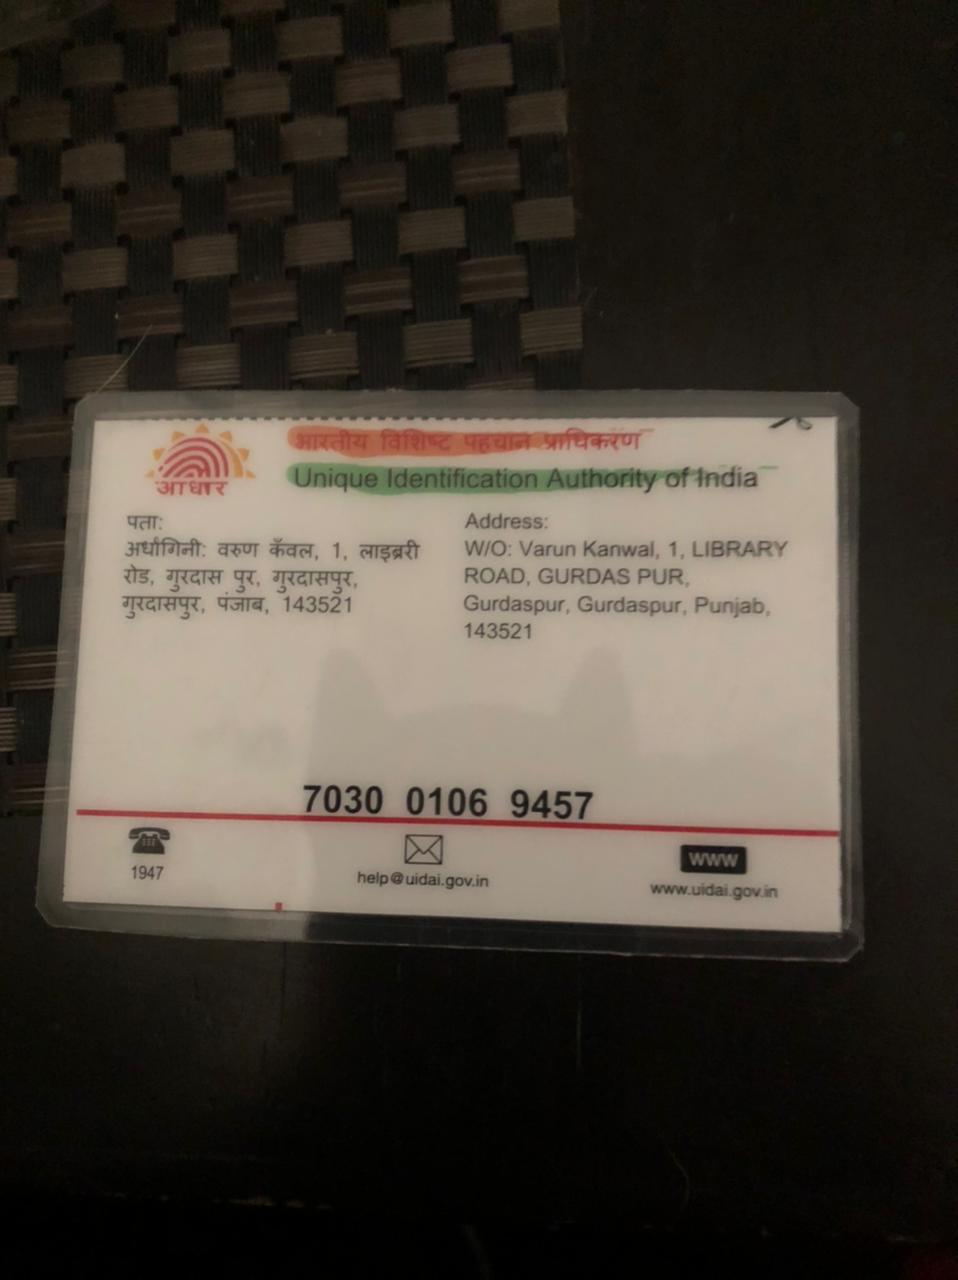 आधार
भारतीय विशिष्ट पहचान प्राधिकरण
Unique Identification Authority of India
पता:
अर्धांगिनी: वरुण कँवल, 1, लाइब्ररी
रोड, गुरदास पुर, गुरदासपुर,
गुरदासपुर, पंजाब, 143521
Address:
W/O: Varun Kanwal, 1, LIBRARY
ROAD, GURDAS PUR,
Gurdaspur, Gurdaspur, Punjab,
143521
7030 0106 9457
1947
help@uidai.gov.in
WWW
www.uidai.gov.in